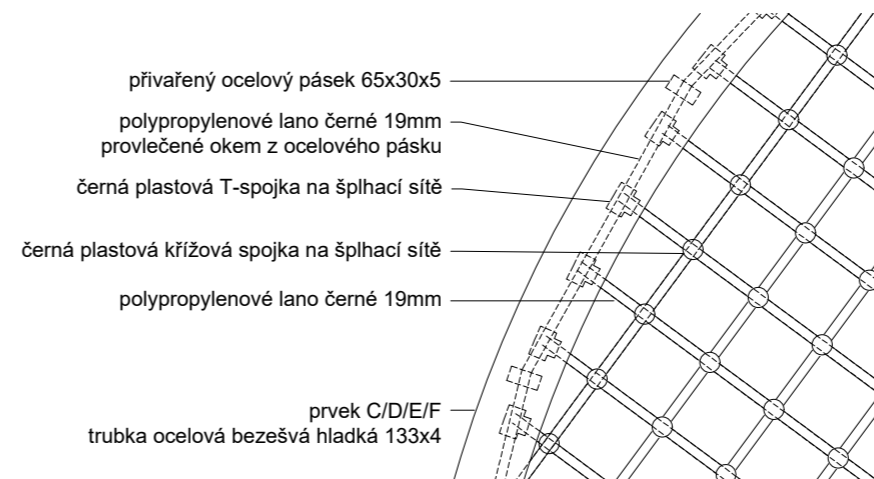 přivařený ocelový pásek 65x30x5
polypropylenové lano černé 19mm
provlečené okem z ocelového pásku
černá plastová T-spojka na šplhací sítě
černá plastová křížová spojka na šplhací sítě
polypropylenové lano černé 19mm
prvek C/D/E/F
trubka ocelová bezešvá hladká 133x4